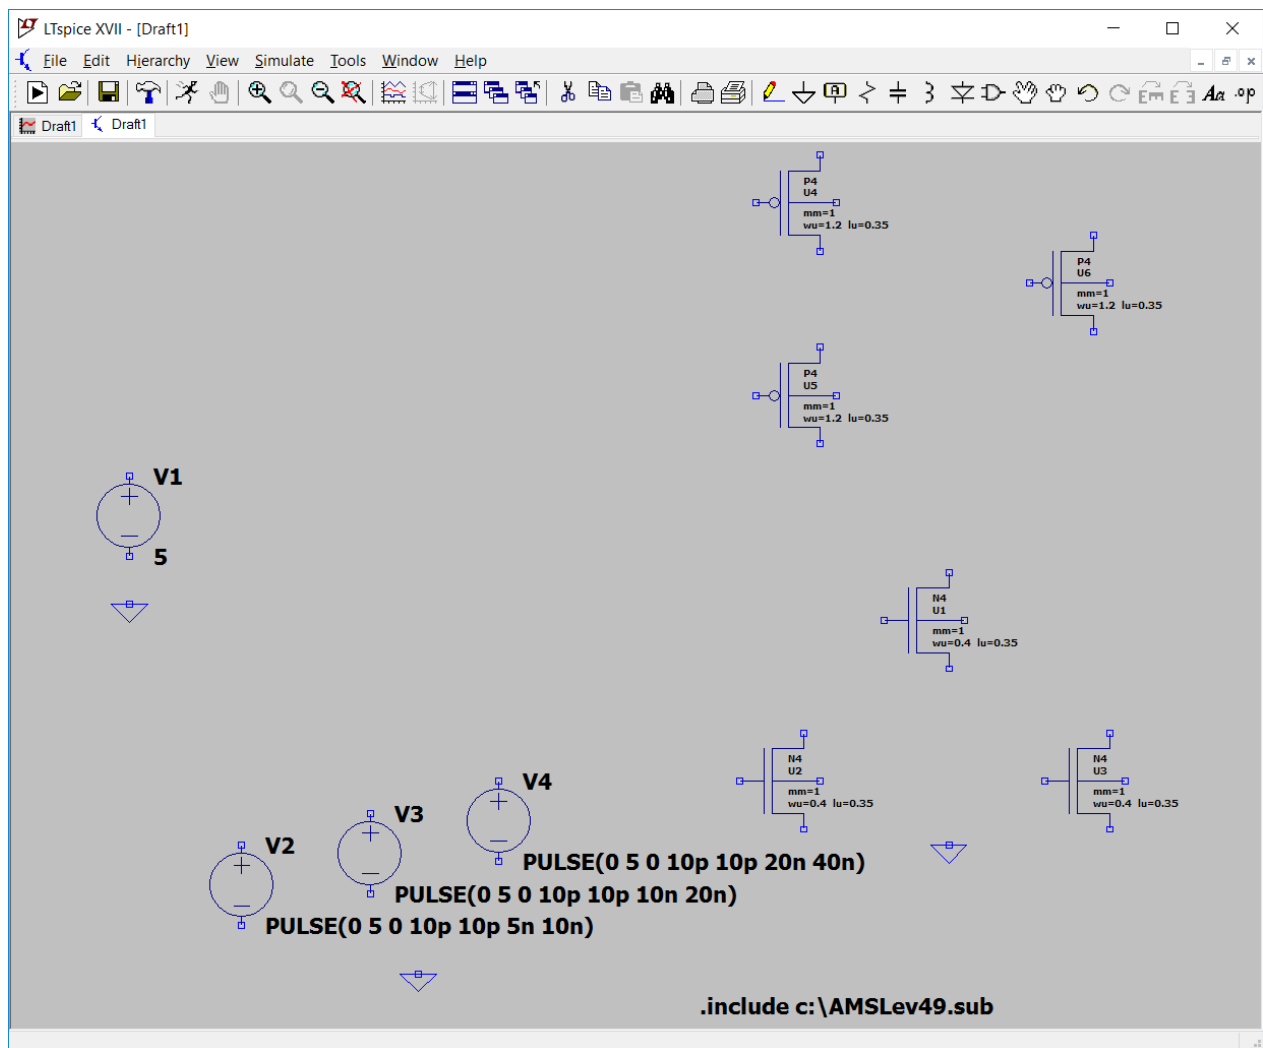 LTspice XVII - [Draft1]
File Edit Hierarchy View Simulate Tools Window Help
Aa .op
Draft1 Draft1
P4
U4
mm=1
wu=1.2 lu=0.35
P4
U6
mm=1
wu=1.2 lu=0.35
P4
U5
mm=1
wu=1.2 lu=0.35
V1
5
N4
U1
mm=1
wu=0.4 lu=0.35
N4
U2
mm=1
wu=0.4 lu=0.35
N4
U3
mm=1
wu=0.4 lu=0.35
V4
PULSE(0 5 0 10p 10p 20n 40n)
V3
PULSE(0 5 0 10p 10p 10n 20n)
V2
PULSE(0 5 0 10p 10p 5n 10n)
.include c:\AMSLev49.sub